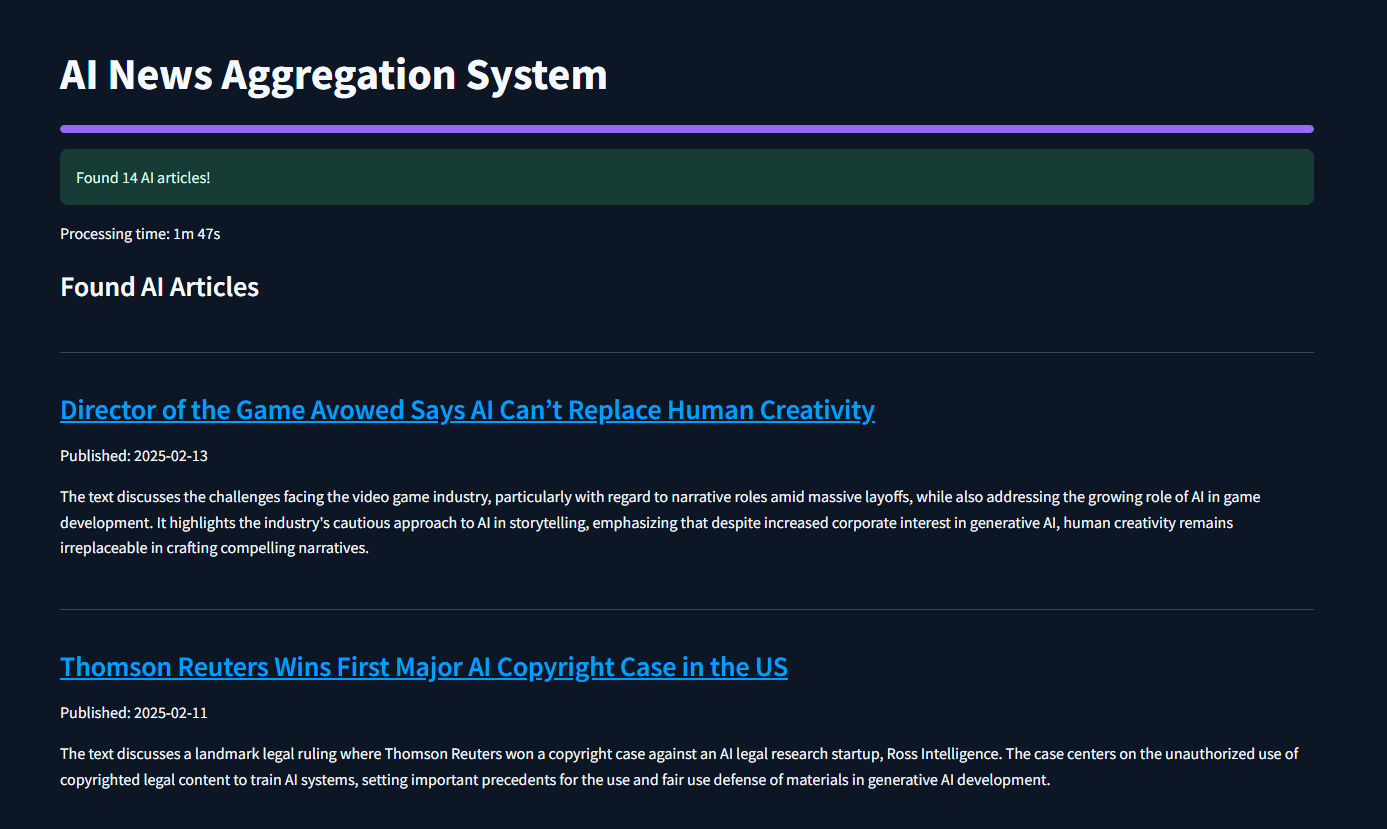 AI News Aggregation System
Found 14 AI articles!
Processing time: 1m 47s
Found AI Articles
Director of the Game Avowed Says AI Can’t Replace Human Creativity
Published: 2025-02-13
The text discusses the challenges facing the video game industry, particularly with regard to narrative roles amid massive layoffs, while also addressing the growing role of AI in game
development. It highlights the industry's cautious approach to AI in storytelling, emphasizing that despite increased corporate interest in generative AI, human creativity remains
irreplaceable in crafting compelling narratives.
Thomson Reuters Wins First Major AI Copyright Case in the US
Published: 2025-02-11
The text discusses a landmark legal ruling where Thomson Reuters won a copyright case against an AI legal research startup, Ross Intelligence. The case centers on the unauthorized use of
copyrighted legal content to train AI systems, setting important precedents for the use and fair use defense of materials in generative AI development.